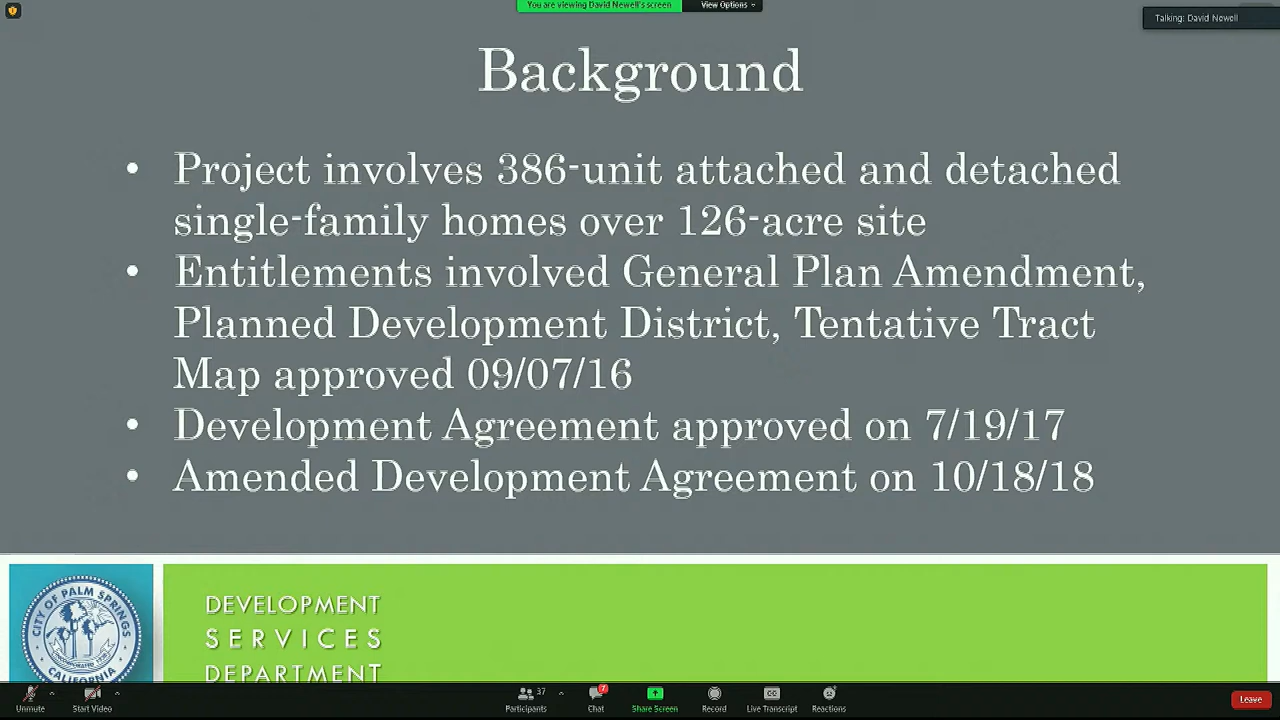 You are viewing David Newell's screen
View Options
Talking: David Newell
Background
• Project involves 386-unit attached and detached
single-family homes over 126-acre site
• Entitlements involved General Plan Amendment,
Planned Development District, Tentative Tract
Map approved 09/07/16
• Development Agreement approved on 7/19/17
• Amended Development Agreement on 10/18/18
CITY OF PALM SPRINGS
CALIFORNIA
DEVELOPMENT
SERVICES
DEPARTMENT
Unmute
Start Video
37
Participants
7
Chat
Share Screen
Record
CC
Live Transcript
Reactions
Leave